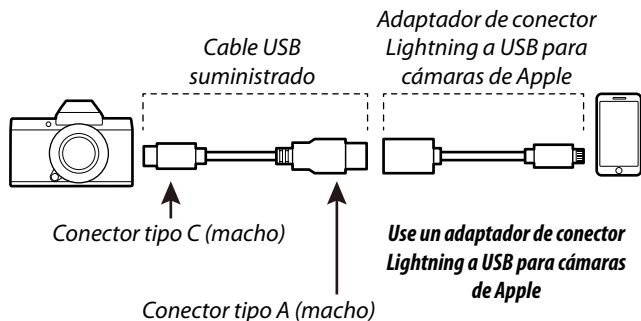 Cable USB
suministrado
Adaptador de conector
Lightning a USB para
cámaras de Apple
Conector tipo C (macho)
Conector tipo A (macho)
Use un adaptador de conector
Lightning a USB para cámaras
de Apple